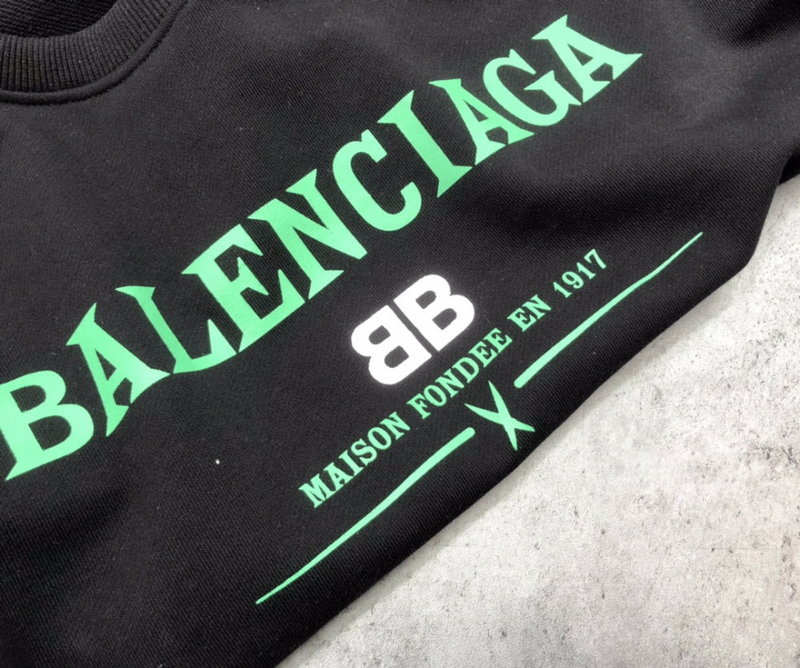 BALENCIAGA
BB
MAISON FONDEE EN 1917
X